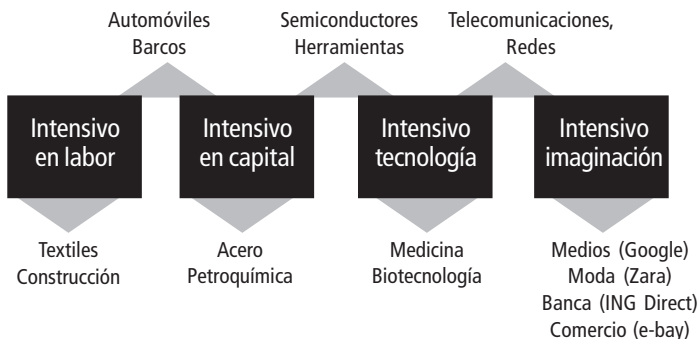 Automóviles
Barcos
Semiconductores
Herramientas
Telecomunicaciones,
Redes
Intensivo
en labor
Intensivo
en capital
Intensivo
tecnología
Intensivo
imaginación
Textiles
Construcción
Acero
Petroquímica
Medicina
Biotecnología
Medios (Google)
Moda (Zara)
Banca (ING Direct)
Comercio (e-bay)